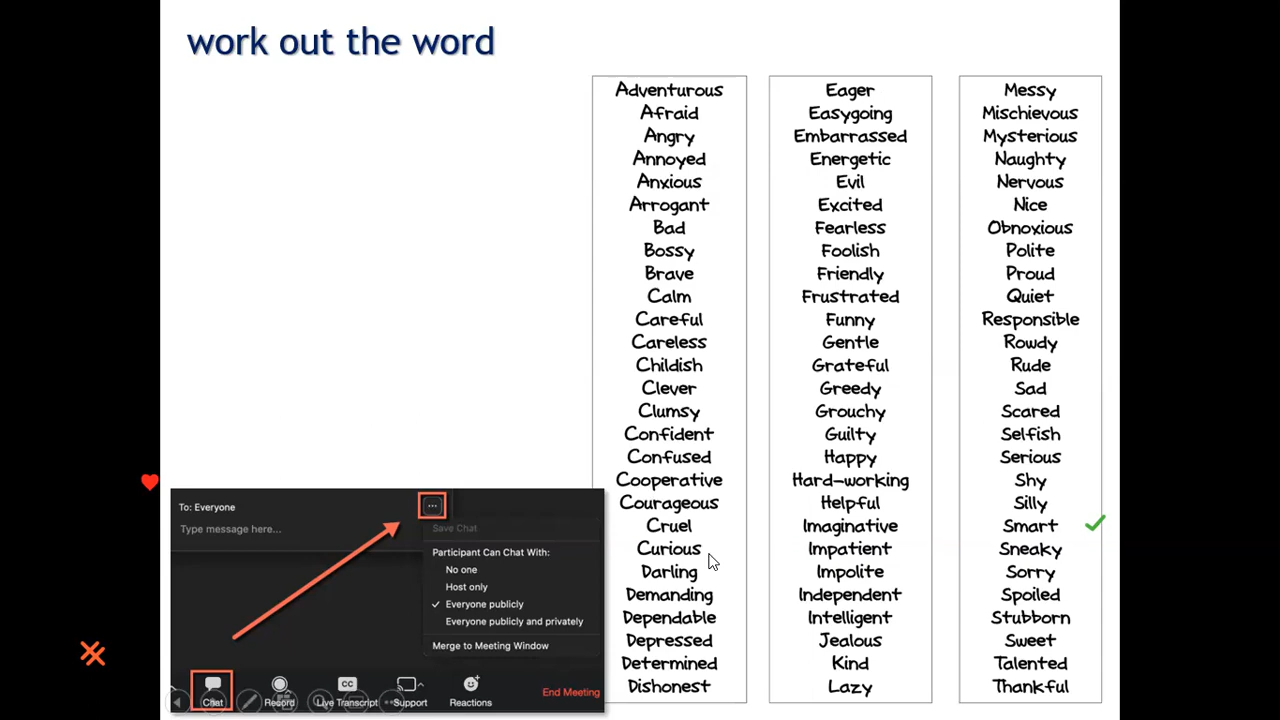 work out the word
Adventurous
Afraid
Angry
Annoyed
Anxious
Arrogant
Bad
Bossy
Brave
Calm
Careful
Careless
Childish
Clever
Clumsy
Confident
Confused
Cooperative
Courageous
Cruel
Curious
Darling
Demanding
Dependable
Depressed
Determined
Dishonest
Eager
Easygoing
Embarrassed
Energetic
Evil
Excited
Fearless
Foolish
Friendly
Frustrated
Funny
Gentle
Grateful
Greedy
Grouchy
Guilty
Happy
Hard-working
Helpful
Imaginative
Impatient
Impolite
Independent
Intelligent
Jealous
Kind
Lazy
Messy
Mischievous
Mysterious
Naughty
Nervous
Nice
Obnoxious
Polite
Proud
Quiet
Responsible
Rowdy
Rude
Sad
Scared
Selfish
Serious
Shy
Silly
Smart
Sneaky
Sorry
Spoiled
Stubborn
Sweet
Talented
Thankful
To: Everyone
Type message here...
Save Chat
Participant Can Chat With:
No one
Host only
Everyone publicly
Everyone publicly and privately
Merge to Meeting Window
CC
Chat
Record
Live Transcript
Support
Reactions
End Meeting